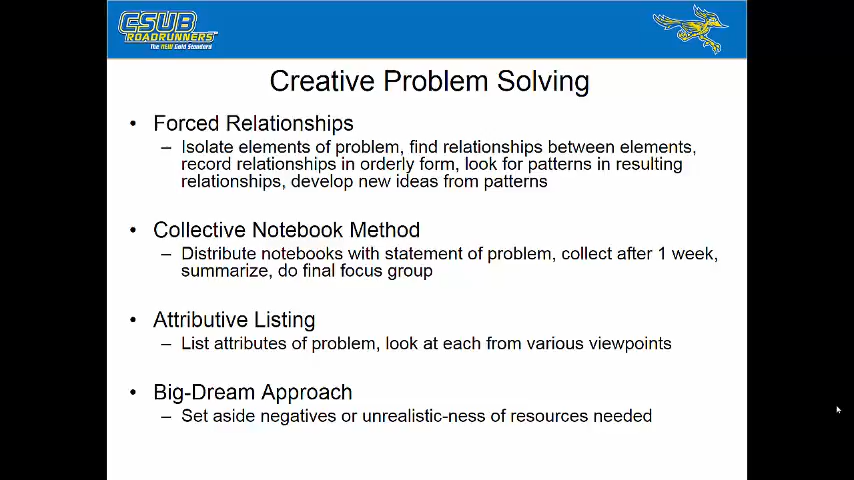 CSUB
ROADRUNNERS
The NEW Gold Standard
Creative Problem Solving
• Forced Relationships
– Isolate elements of problem, find relationships between elements,
record relationships in orderly form, look for patterns in resulting
relationships, develop new ideas from patterns
• Collective Notebook Method
– Distribute notebooks with statement of problem, collect after 1 week,
summarize, do final focus group
• Attributive Listing
– List attributes of problem, look at each from various viewpoints
• Big-Dream Approach
– Set aside negatives or unrealistic-ness of resources needed